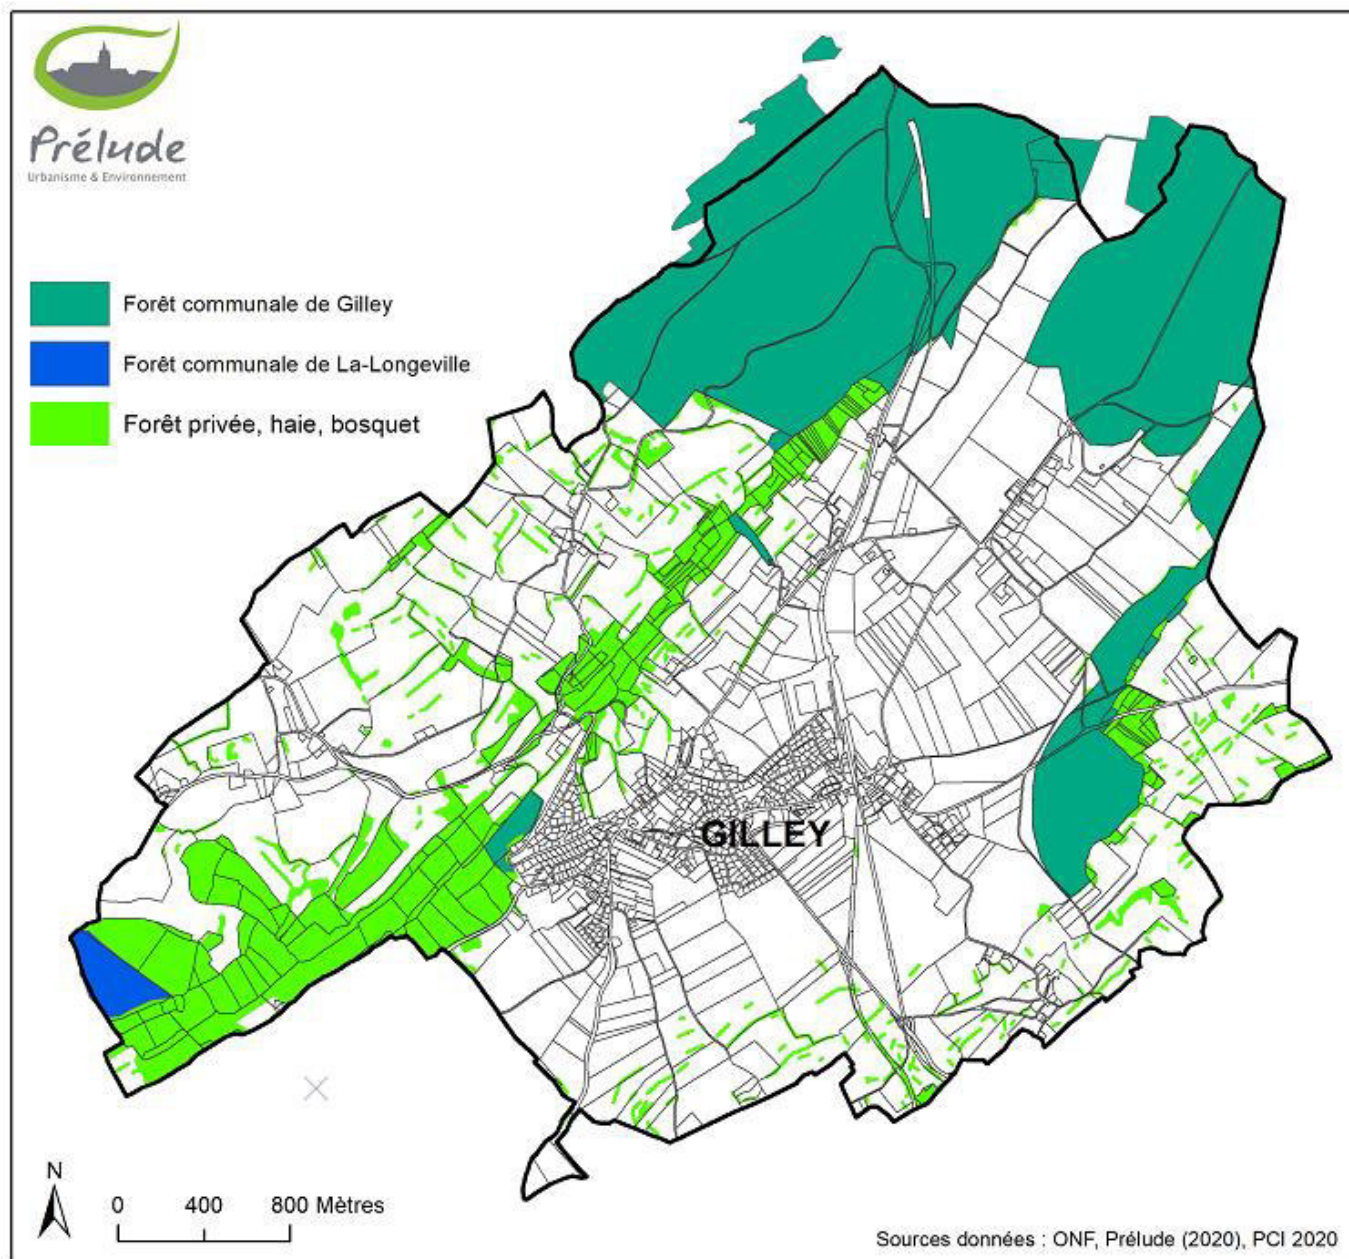 Prélude
Urbanisme & Environnement
Forêt communale de Gilley
Forêt communale de La-Longeville
Forêt privée, haie, bosquet
GILLEY
N
0 400 800 Mètres
Sources données : ONF, Prélude (2020), PCI 2020